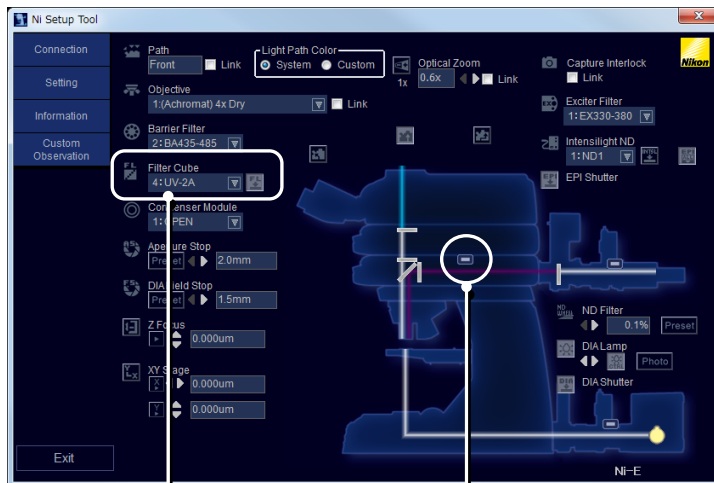 Ni Setup Tool
Connection
Setting
Information
Custom
Observation
Exit
Path
Front
Link
Light Path Color
System
Custom
Optical Zoom
1x
0.6x
Link
Capture Interlock
Link
Nikon
Objective
1:(Achromat) 4x Dry
Link
Exciter Filter
1:EX330-380
Barrier Filter
2:BA435-485
Intensilight ND
1:ND1
EPI Shutter
FL
Filter Cube
4:UV-2A
FL
Condenser Module
1:OPEN
Aperture Stop
Preset
2.0mm
DIA Field Stop
Preset
1.5mm
Z Focus
0.000um
XY Stage
X
0.000um
Y
0.000um
ND Filter
0.1%
Preset
DIA Lamp
Photo
DIA Shutter
Ni-E